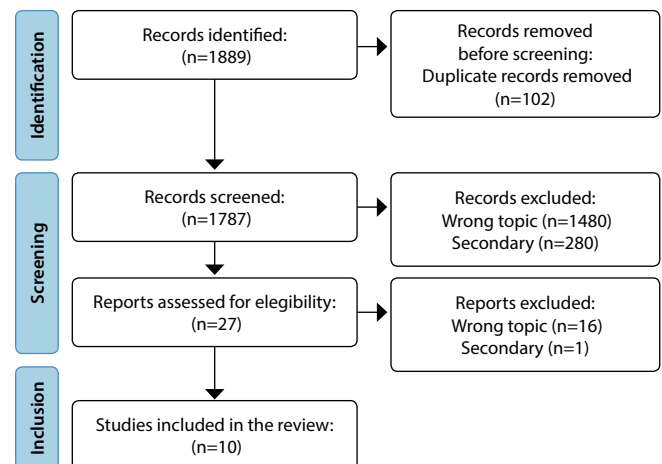 Identification
Records identified:
(n=1889)
Records removed
before screening:
Duplicate records removed
(n=102)
Screening
Records screened:
(n=1787)
Records excluded:
Wrong topic (n=1480)
Secondary (n=280)
Reports assessed for elegibility:
(n=27)
Reports excluded:
Wrong topic (n=16)
Secondary (n=1)
Inclusion
Studies included in the review:
(n=10)